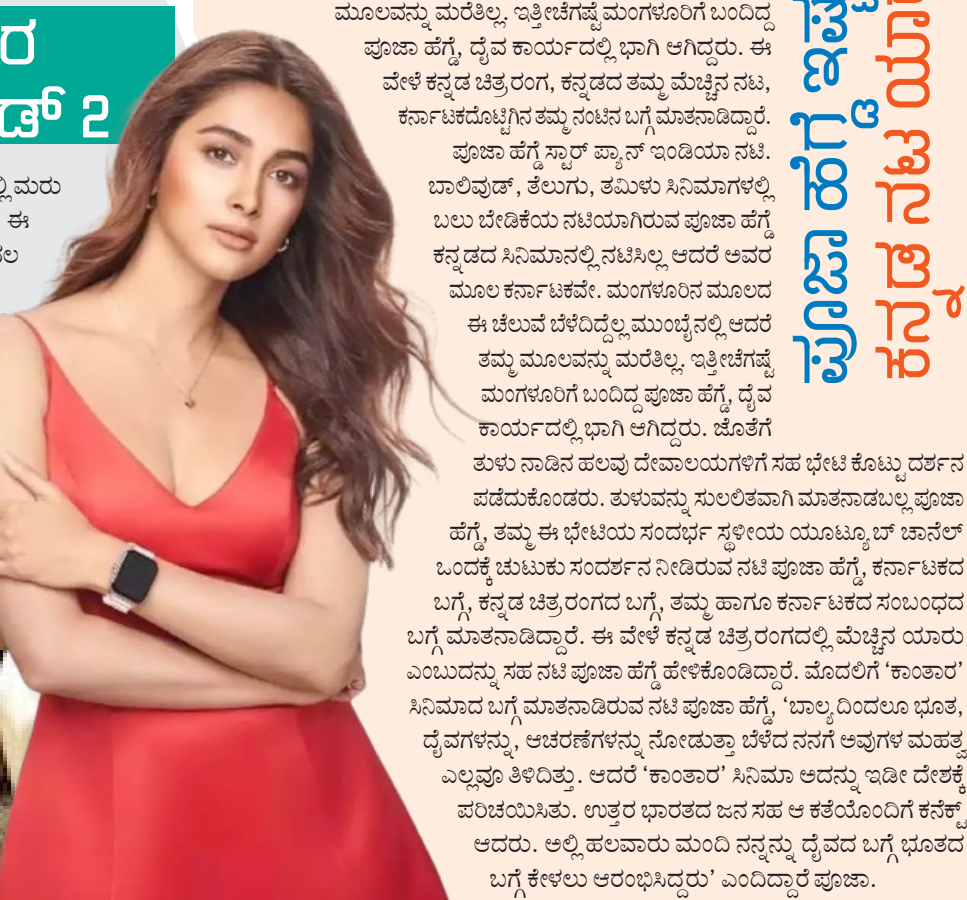 ರ
ಡ್ 2
ಲ್ಲಿ ಮರು
ಈ
ಪೂಜಾ ಹೆಗ್ಡೆ
ಕನ್ನಡ ನಟ
ಮೂಲವನ್ನು ಮರೆತಿಲ್ಲ. ಇತ್ತೀಚೆಗಷ್ಟೆ ಮಂಗಳೂರಿಗೆ ಬಂದಿದ್ದ
ಪೂಜಾ ಹೆಗ್ಡೆ, ದೈವ ಕಾರ್ಯದಲ್ಲಿ ಭಾಗಿ ಆಗಿದ್ದರು. ಈ
ವೇಳೆ ಕನ್ನಡ ಚಿತ್ರರಂಗ, ಕನ್ನಡದ ತಮ್ಮ ಮೆಚ್ಚಿನ ನಟ,
ಕರ್ನಾಟಕದೊಟ್ಟಿಗಿನ ತಮ್ಮ ನಂಟಿನ ಬಗ್ಗೆ ಮಾತನಾಡಿದ್ದಾರೆ.
ಪೂಜಾ ಹೆಗ್ಡೆ ಸ್ಟಾರ್ ಪ್ಯಾನ್ ಇಂಡಿಯಾ ನಟಿ.
ಬಾಲಿವುಡ್, ತೆಲುಗು, ತಮಿಳು ಸಿನಿಮಾಗಳಲ್ಲಿ
ಬಲು ಬೇಡಿಕೆಯ ನಟಿಯಾಗಿರುವ ಪೂಜಾ ಹೆಗ್ಡೆ
ಕನ್ನಡದ ಸಿನಿಮಾನಲ್ಲಿ ನಟಿಸಿಲ್ಲ ಆದರೆ ಅವರ
ಮೂಲ ಕರ್ನಾಟಕವೇ. ಮಂಗಳೂರಿನ ಮೂಲದ
ಈ ಚೆಲುವೆ ಬೆಳೆದಿದ್ದೆಲ್ಲ ಮುಂಬೈನಲ್ಲಿ ಆದರೆ
ತಮ್ಮ ಮೂಲವನ್ನು ಮರೆತಿಲ್ಲ. ಇತ್ತೀಚೆಗಷ್ಟೆ
ಮಂಗಳೂರಿಗೆ ಬಂದಿದ್ದ ಪೂಜಾ ಹೆಗ್ಡೆ, ದೈವ
ಕಾರ್ಯದಲ್ಲಿ ಭಾಗಿ ಆಗಿದ್ದರು. ಜೊತೆಗೆ
ತುಳು ನಾಡಿನ ಹಲವು ದೇವಾಲಯಗಳಿಗೆ ಸಹ ಭೇಟಿ ಕೊಟ್ಟು ದರ್ಶನ
ಪಡೆದುಕೊಂಡರು. ತುಳುವನ್ನು ಸುಲಲಿತವಾಗಿ ಮಾತನಾಡಬಲ್ಲ ಪೂಜಾ
ಹೆಗ್ಡೆ, ತಮ್ಮ ಈ ಭೇಟಿಯ ಸಂದರ್ಭ ಸ್ಥಳೀಯ ಯೂಟ್ಯೂಬ್ ಚಾನೆಲ್
ಒಂದಕ್ಕೆ ಚುಟುಕು ಸಂದರ್ಶನ ನೀಡಿರುವ ನಟಿ ಪೂಜಾ ಹೆಗ್ಡೆ, ಕರ್ನಾಟಕದ
ಬಗ್ಗೆ, ಕನ್ನಡ ಚಿತ್ರರಂಗದ ಬಗ್ಗೆ, ತಮ್ಮ ಹಾಗೂ ಕರ್ನಾಟಕದ ಸಂಬಂಧದ
ಬಗ್ಗೆ ಮಾತನಾಡಿದ್ದಾರೆ. ಈ ವೇಳೆ ಕನ್ನಡ ಚಿತ್ರರಂಗದಲ್ಲಿ ಮೆಚ್ಚಿನ ಯಾರು
ಎಂಬುದನ್ನು ಸಹ ನಟಿ ಪೂಜಾ ಹೆಗ್ಡೆ ಹೇಳಿಕೊಂಡಿದ್ದಾರೆ. ಮೊದಲಿಗೆ ‘ಕಾಂತಾರ’
ಸಿನಿಮಾದ ಬಗ್ಗೆ ಮಾತನಾಡಿರುವ ನಟಿ ಪೂಜಾ ಹೆಗ್ಡೆ, ‘ಬಾಲ್ಯದಿಂದಲೂ ಭೂತ,
ದೈವಗಳನ್ನು, ಆಚರಣೆಗಳನ್ನು ನೋಡುತ್ತಾ ಬೆಳೆದ ನನಗೆ ಅವುಗಳ ಮಹತ್ವ
ಎಲ್ಲವೂ ತಿಳಿದಿತ್ತು. ಆದರೆ ‘ಕಾಂತಾರ’ ಸಿನಿಮಾ ಅದನ್ನು ಇಡೀ ದೇಶಕ್ಕೆ
ಪರಿಚಯಿಸಿತು. ಉತ್ತರ ಭಾರತದ ಜನ ಸಹ ಆ ಕತೆಯೊಂದಿಗೆ ಕನೆಕ್ಟ್
ಆದರು. ಅಲ್ಲಿ ಹಲವಾರು ಮಂದಿ ನನ್ನನ್ನು ದೈವದ ಬಗ್ಗೆ ಭೂತದ
ಬಗ್ಗೆ ಕೇಳಲು ಆರಂಭಿಸಿದ್ದರು’ ಎಂದಿದ್ದಾರೆ ಪೂಜಾ.